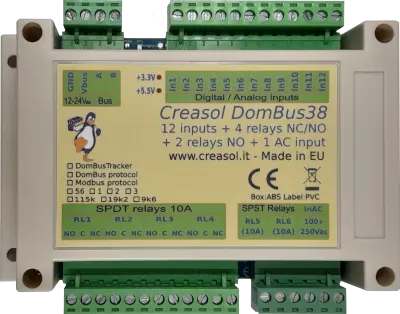 GND
Vbus
A
B
12-24Vdc Bus
+3.3V
+5.5V
In1 In2 In3 In4 In5 In6 In7 In8 In9 In10 In11 In12
Digital / Analog inputs
Creasol DomBus38
12 inputs + 4 relays NC/NO
+ 2 relays NO + 1 AC input
www.creasol.it - Made in EU
DomBusTracker
DomBus protocol
Modbus protocol
S6 1 2 3
115k 19k2 9k6
CE
Box:ABS Label:PVC
SPDT relays 10A
RL1 RL2 RL3 RL4
NO C NC NO C NC NO C NC NO C NC
SPST Relays InAC
RL5 RL6 100÷
(10A) (10A) 250Vac